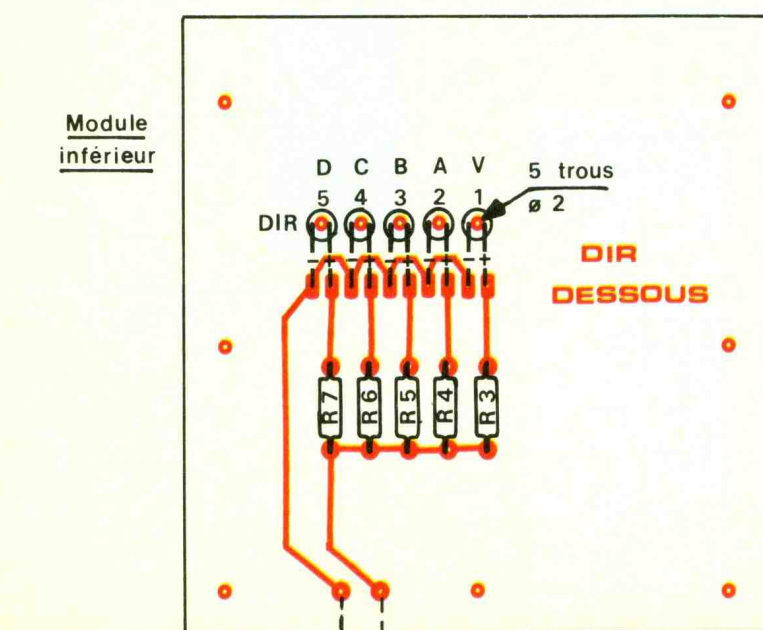 Module
inférieur
D C B A V
5 4 3 2 1
DIR
5 trous
ø 2
- + - + - + - + - +
DIR
DESSOUS
R7 R6 R5 R4 R3